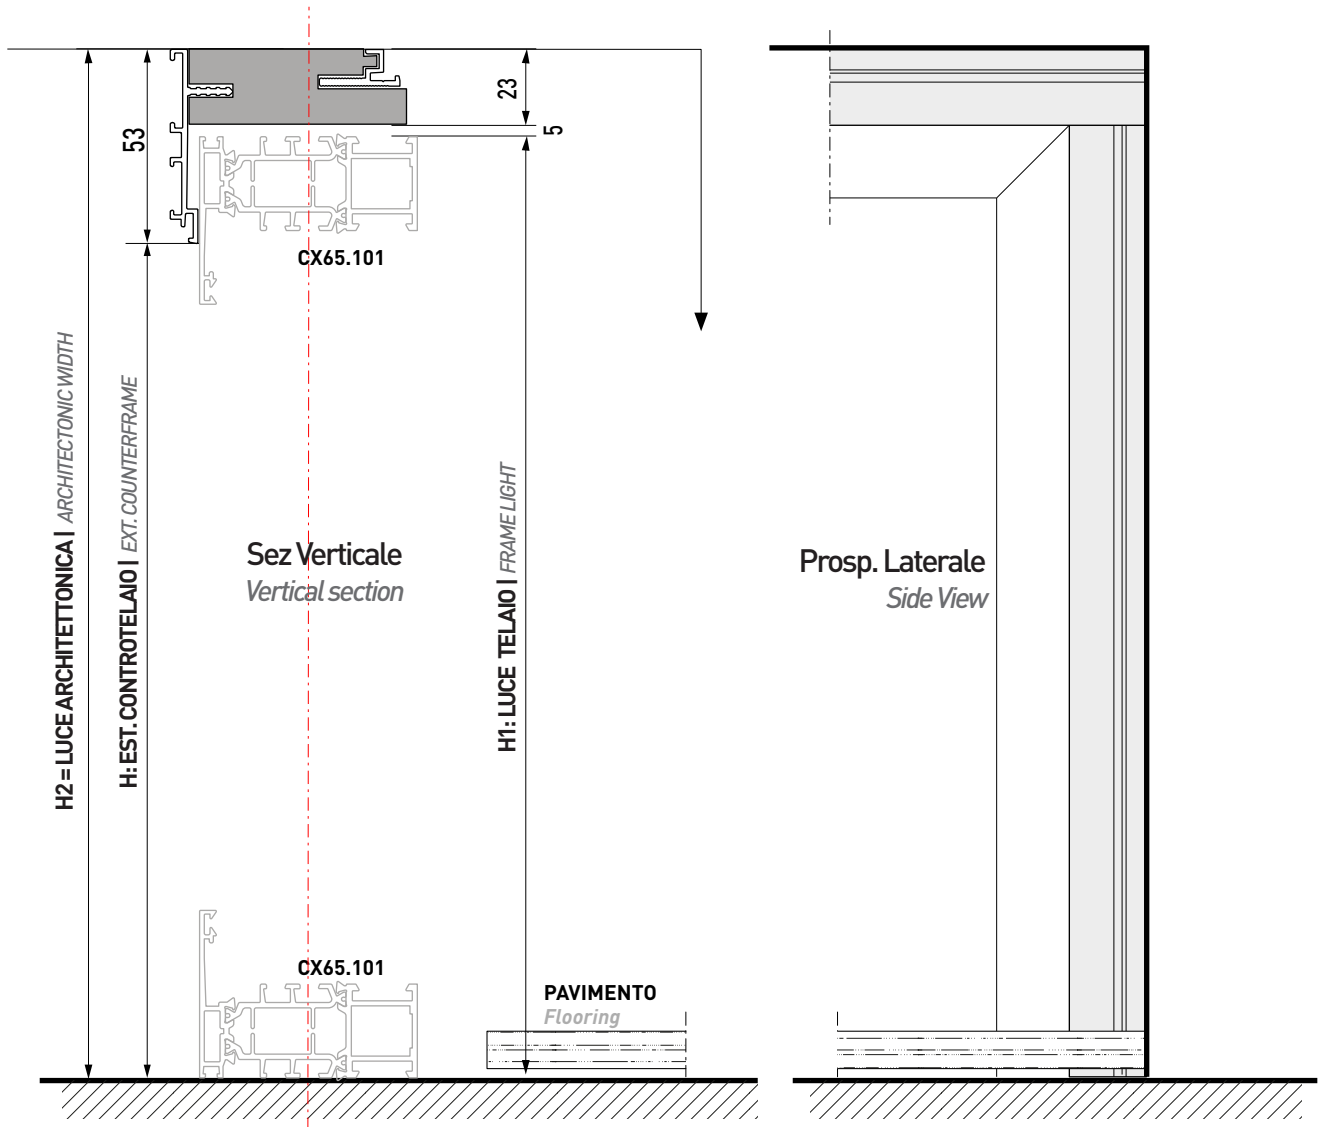 23
5
53
CX65.101
H2 = LUCE ARCHITETTONICA | ARCHITECTONIC WIDTH
H: EST. CONTROTELAIO | EXT. COUNTERFRAME
H1: LUCE TELAIO | FRAME LIGHT
Sez Verticale
Vertical section
Prosp. Laterale
Side View
CX65.101
PAVIMENTO
Flooring